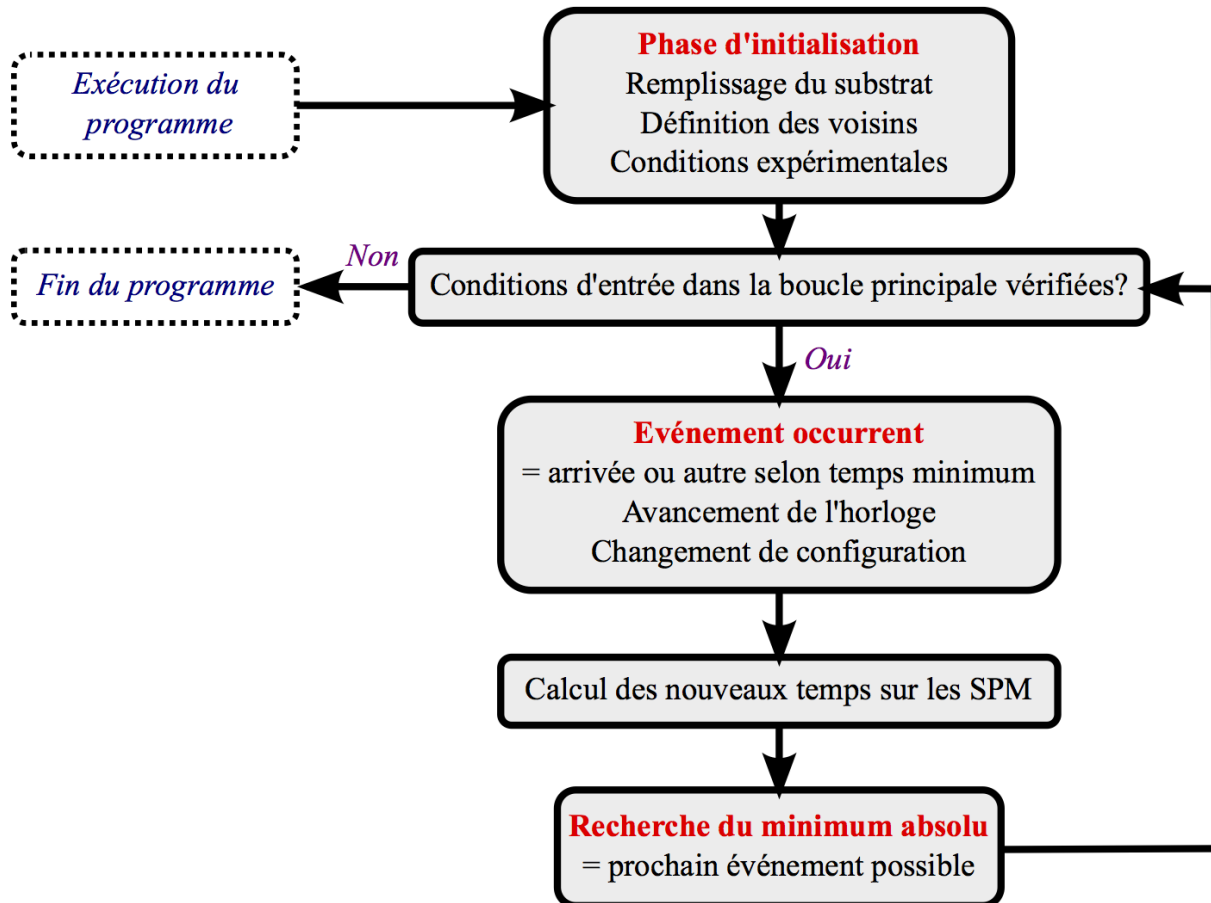 Exécution du
programme
Phase d'initialisation
Remplissage du substrat
Définition des voisins
Conditions expérimentales
Fin du programme
Non
Conditions d'entrée dans la boucle principale vérifiées?
Oui
Evénement occurrent
= arrivée ou autre selon temps minimum
Avancement de l'horloge
Changement de configuration
Calcul des nouveaux temps sur les SPM
Recherche du minimum absolu
= prochain événement possible